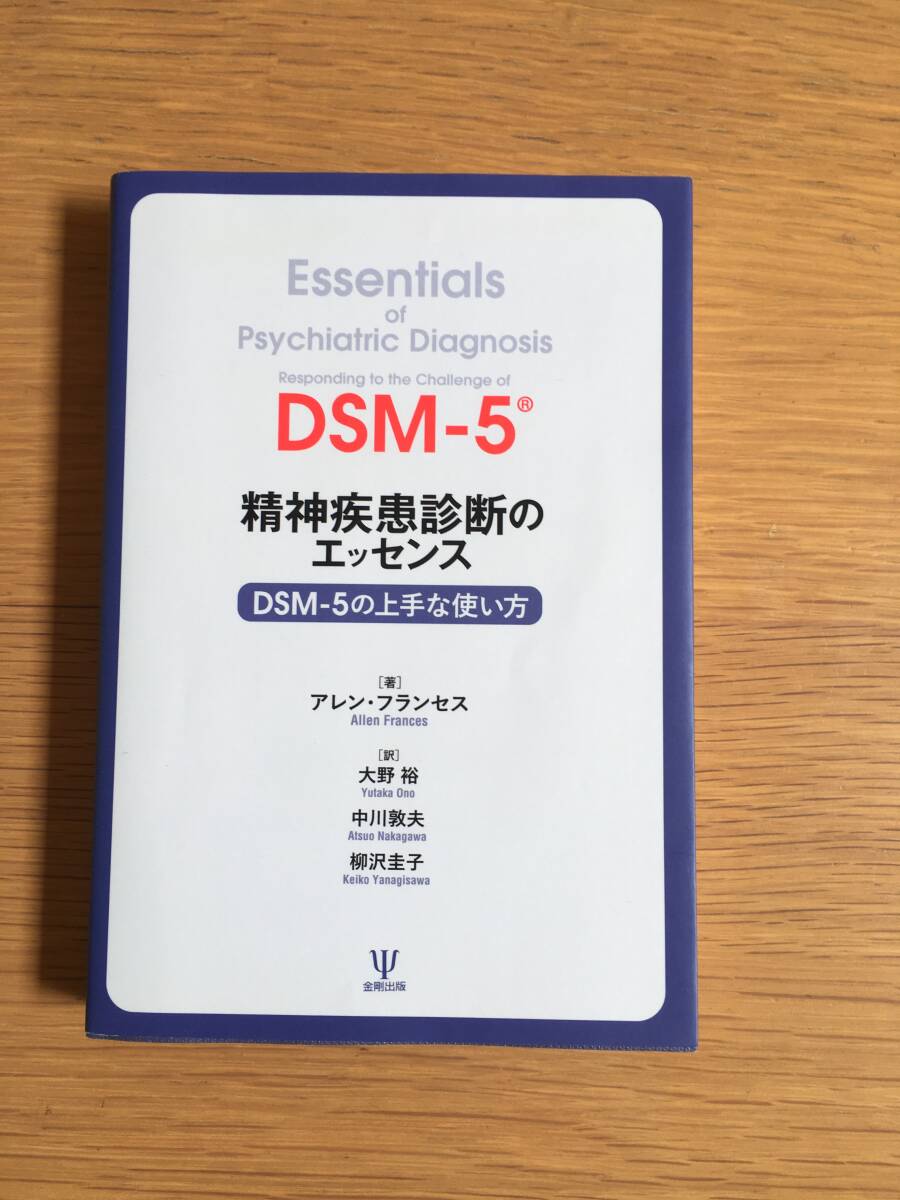 Essentials
of
Psychiatric Diagnosis
Responding to the Challenge of
DSM-5®
精神疾患診断の
エッセンス
DSM-5の上手な使い方
［著］
アレン・フランセス
Allen Frances
［訳］
大野 裕
Yutaka Ono
中川敦夫
Atsuo Nakagawa
柳沢圭子
Keiko Yanagisawa
Ψ
金剛出版